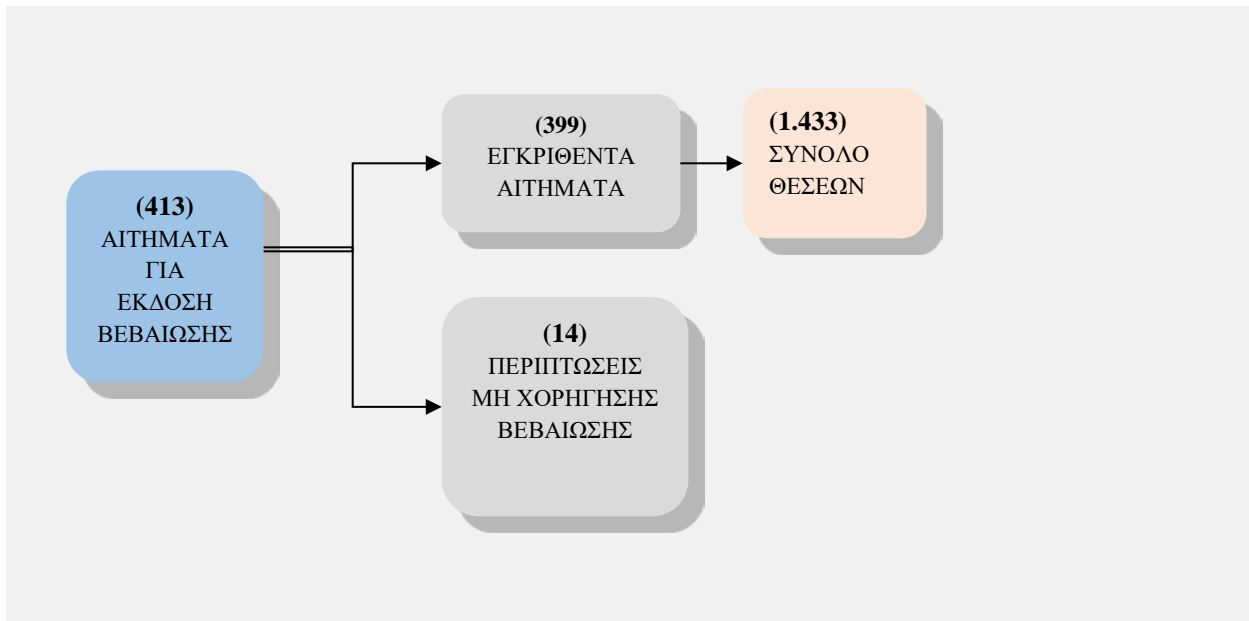 (413)
ΑΙΤΗΜΑΤΑ
ΓΙΑ
ΕΚΔΟΣΗ
ΒΕΒΑΙΩΣΗΣ
(399)
ΕΓΚΡΙΘΕΝΤΑ
ΑΙΤΗΜΑΤΑ
(1.433)
ΣΥΝΟΛΟ
ΘΕΣΕΩΝ
(14)
ΠΕΡΙΠΤΩΣΕΙΣ
ΜΗ ΧΟΡΗΓΗΣΗΣ
ΒΕΒΑΙΩΣΗΣ